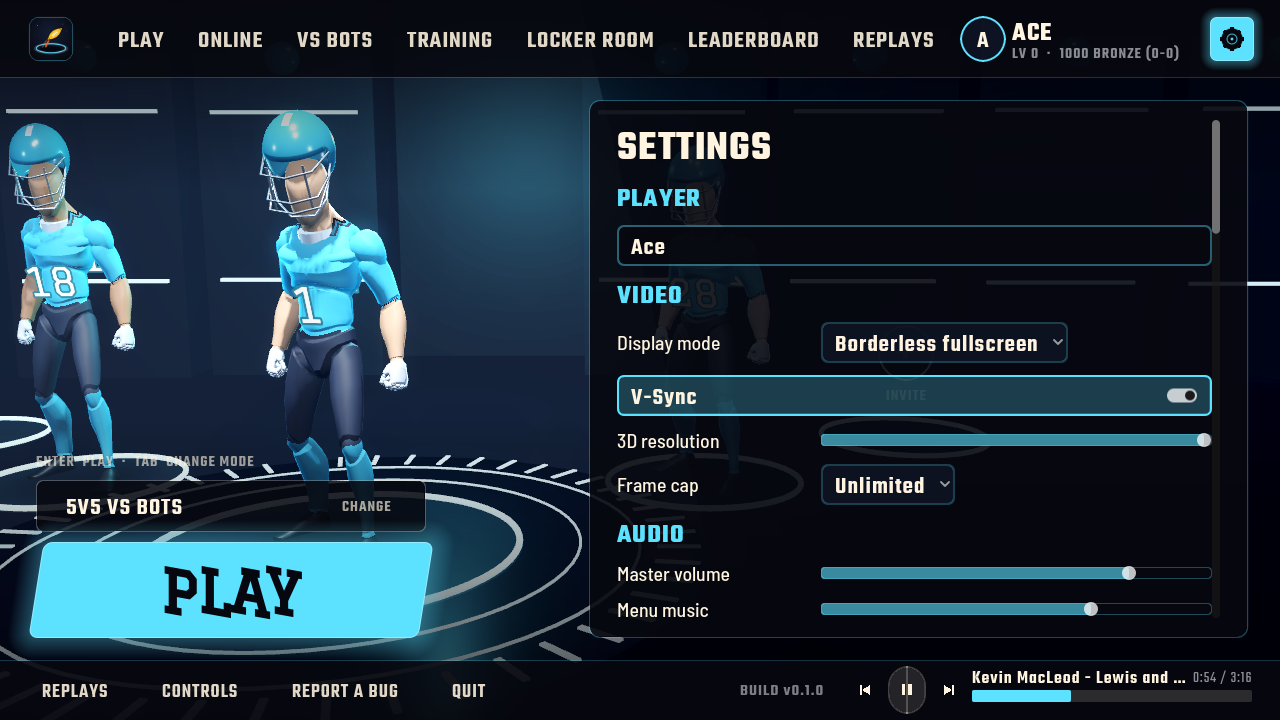 PLAY ONLINE VS BOTS TRAINING LOCKER ROOM LEADERBOARD REPLAYS A ACE
LV 0 · 1000 BRONZE (0-0)
SETTINGS
PLAYER
Ace
VIDEO
Display mode Borderless fullscreen
V-Sync
INVITE
3D resolution
Frame cap Unlimited
AUDIO
Master volume
Menu music
18
1
28
ENTER PLAY · TAB CHANGE MODE
5V5 VS BOTS CHANGE
PLAY
REPLAYS CONTROLS REPORT A BUG QUIT
BUILD v0.1.0
Kevin MacLeod - Lewis and ... 0:54 / 3:16